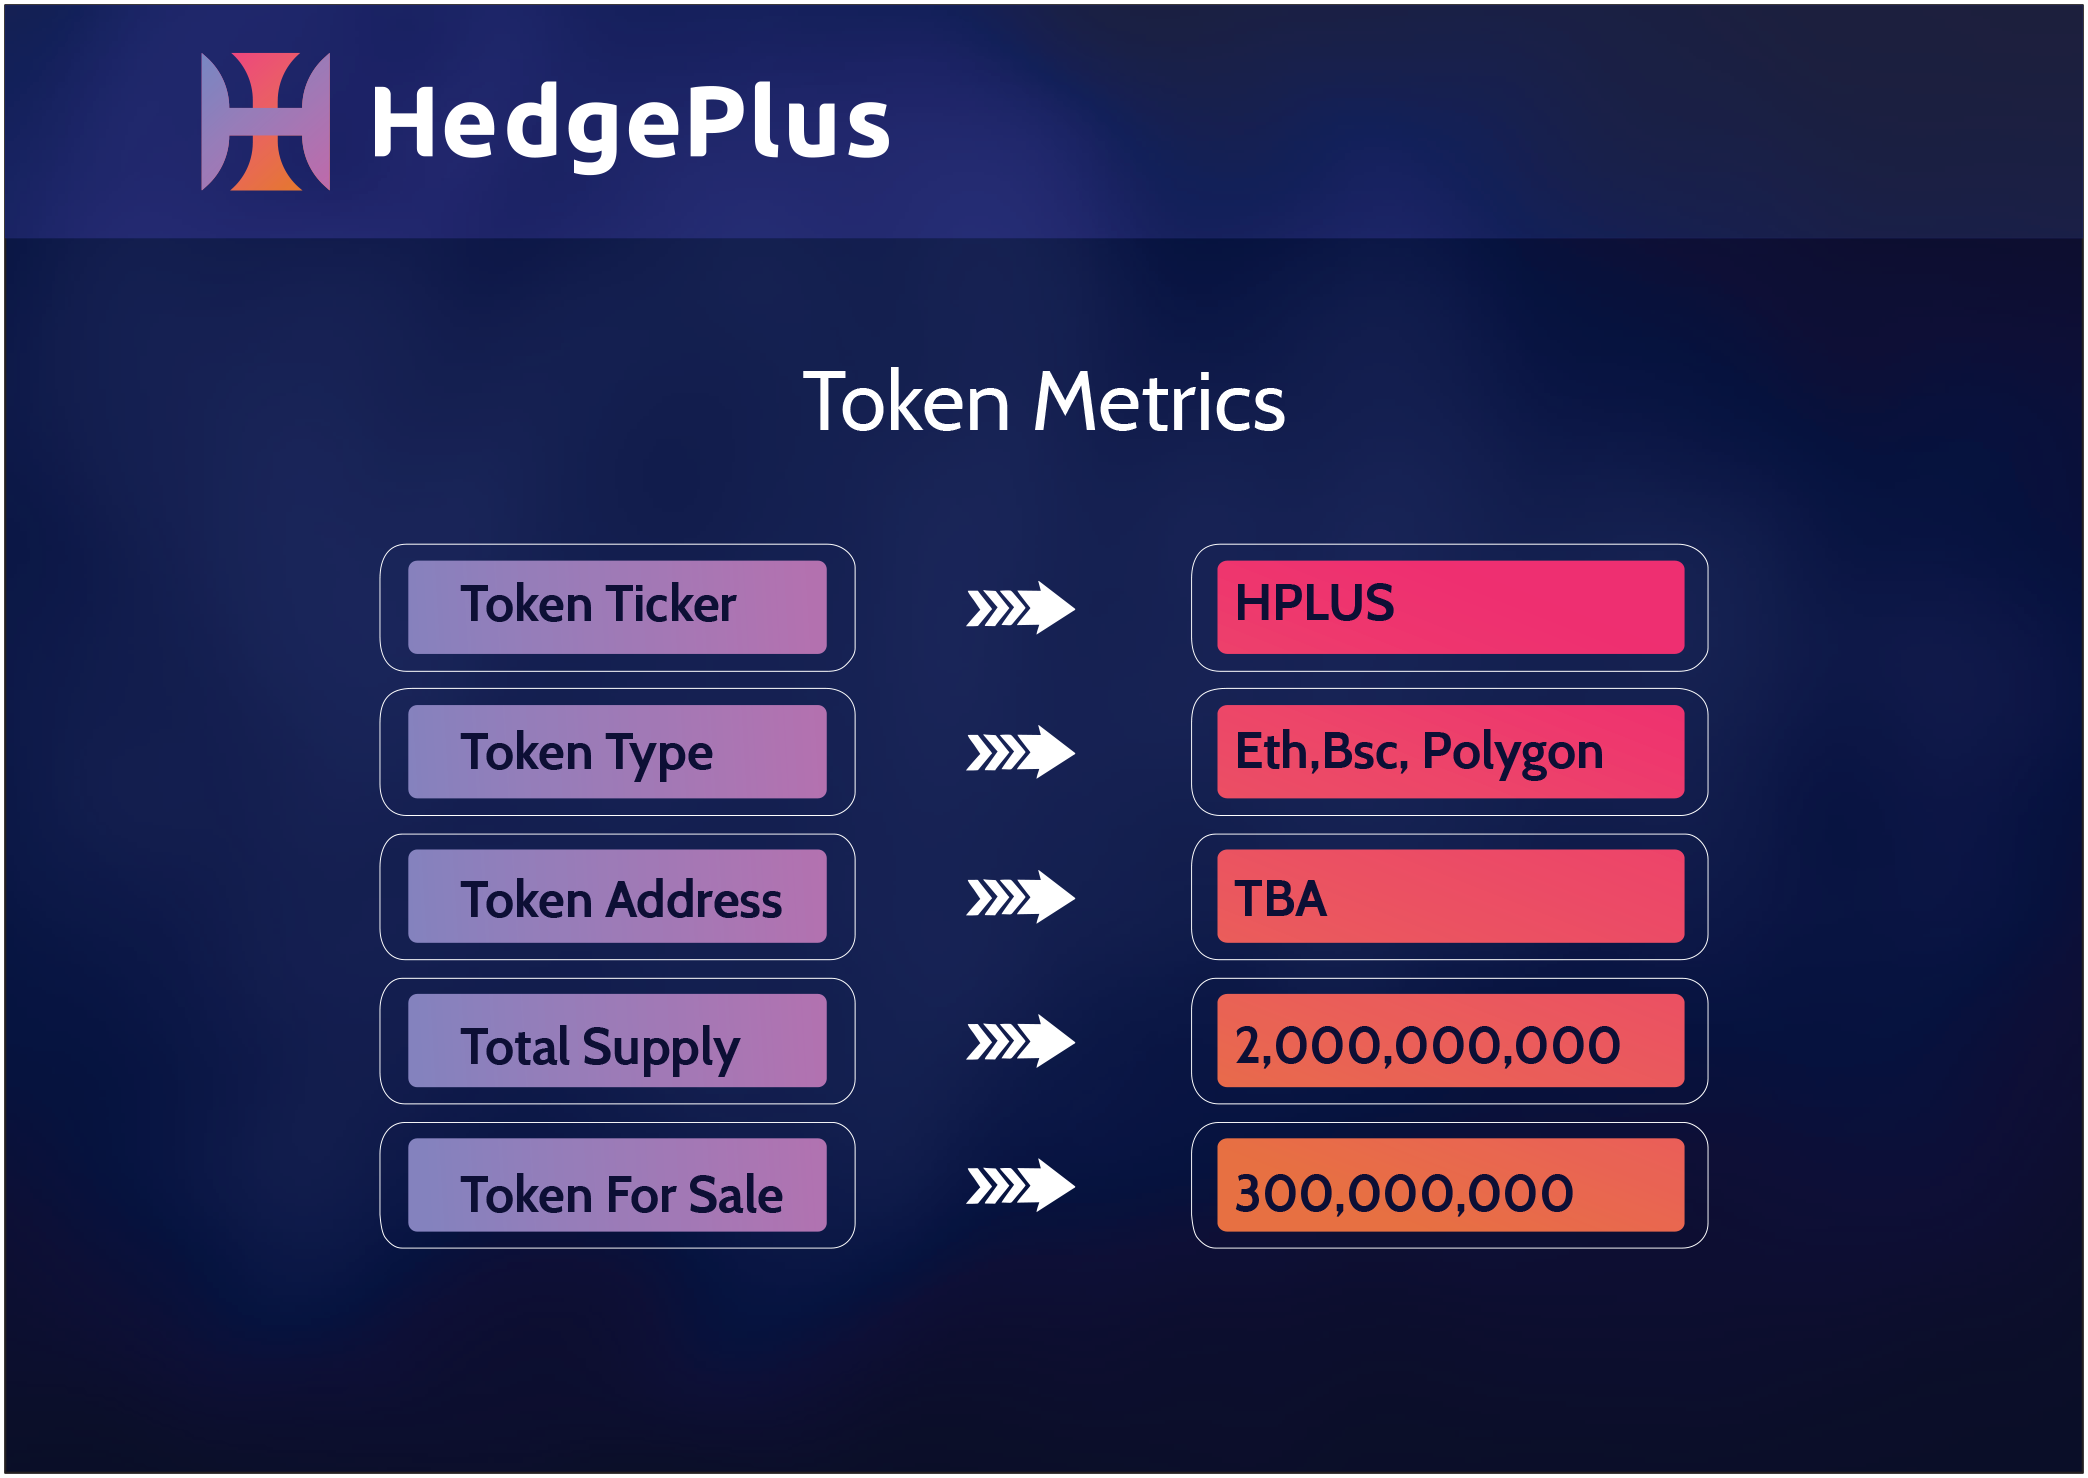 HedgePlus
Token Metrics
Token Ticker HPLUS
Token Type Eth,Bsc, Polygon
Token Address TBA
Total Supply 2,000,000,000
Token For Sale 300,000,000